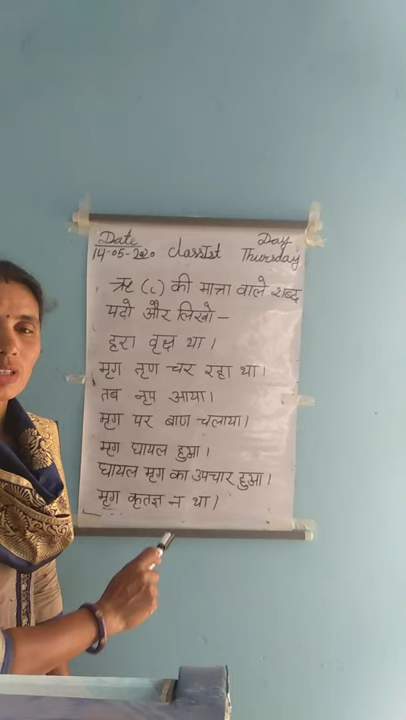 Date Day
14-05-2020 class Ist Thursday
ऋ (ृ) की मात्रा वाले शब्द
पढो और लिखो –
हरा वृक्ष था।
मृग तृण चर रहा था।
तब नृप आया।
मृग पर बाण चलाया।
मृग घायल हुआ।
घायल मृग का उपचार हुआ।
मृग कृतज्ञ न था।